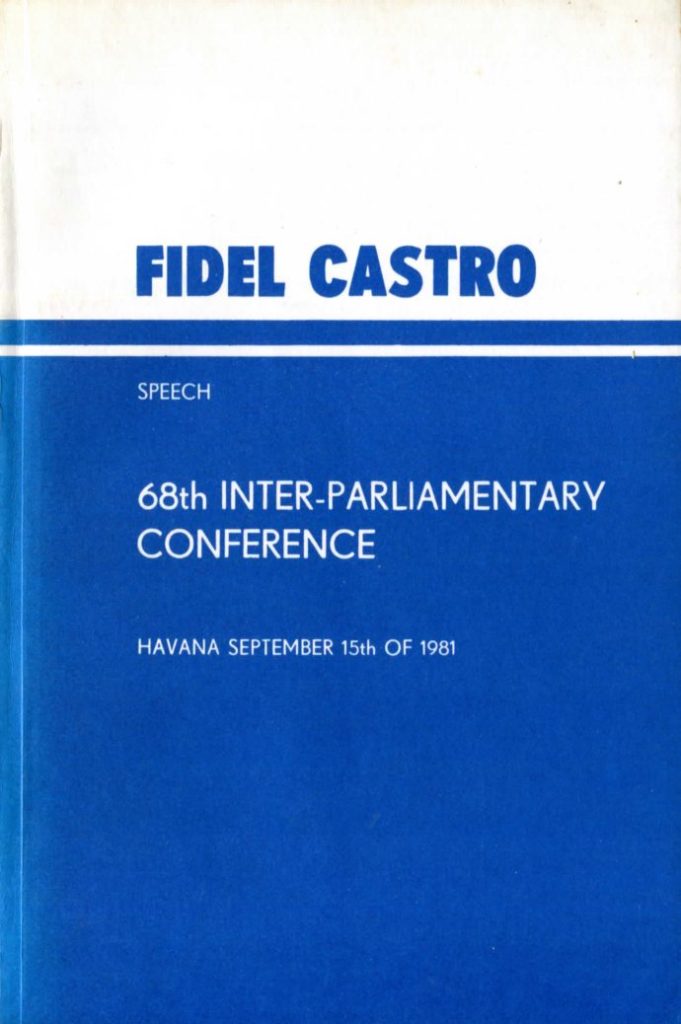 FIDEL CASTRO
SPEECH
68th INTER-PARLIAMENTARY
CONFERENCE
HAVANA SEPTEMBER 15th OF 1981